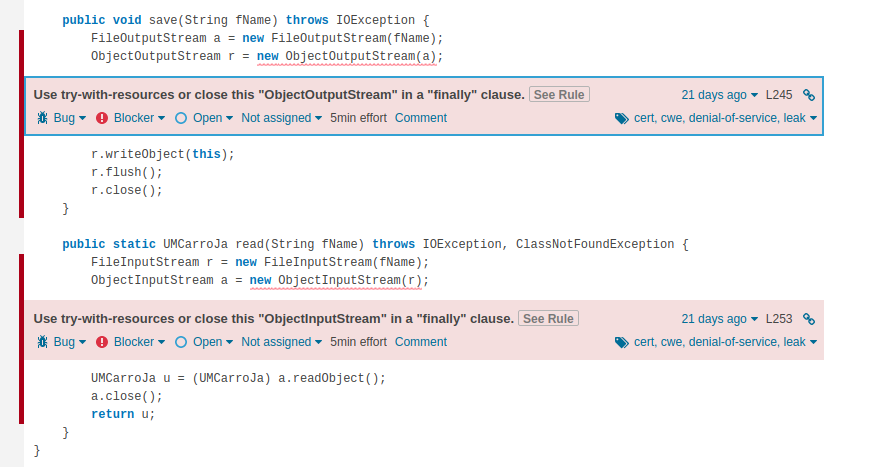 public void save(String fName) throws IOException {
FileOutputStream a = new FileOutputStream(fName);
ObjectOutputStream r = new ObjectOutputStream(a);
Use try-with-resources or close this "ObjectOutputStream" in a "finally" clause. See Rule 21 days ago L245
Bug Blocker Open Not assigned 5min effort Comment cert, cwe, denial-of-service, leak
r.writeObject(this);
r.flush();
r.close();
}
public static UMCarroJa read(String fName) throws IOException, ClassNotFoundException {
FileInputStream r = new FileInputStream(fName);
ObjectInputStream a = new ObjectInputStream(r);
Use try-with-resources or close this "ObjectInputStream" in a "finally" clause. See Rule 21 days ago L253
Bug Blocker Open Not assigned 5min effort Comment cert, cwe, denial-of-service, leak
UMCarroJa u = (UMCarroJa) a.readObject();
a.close();
return u;
}
}